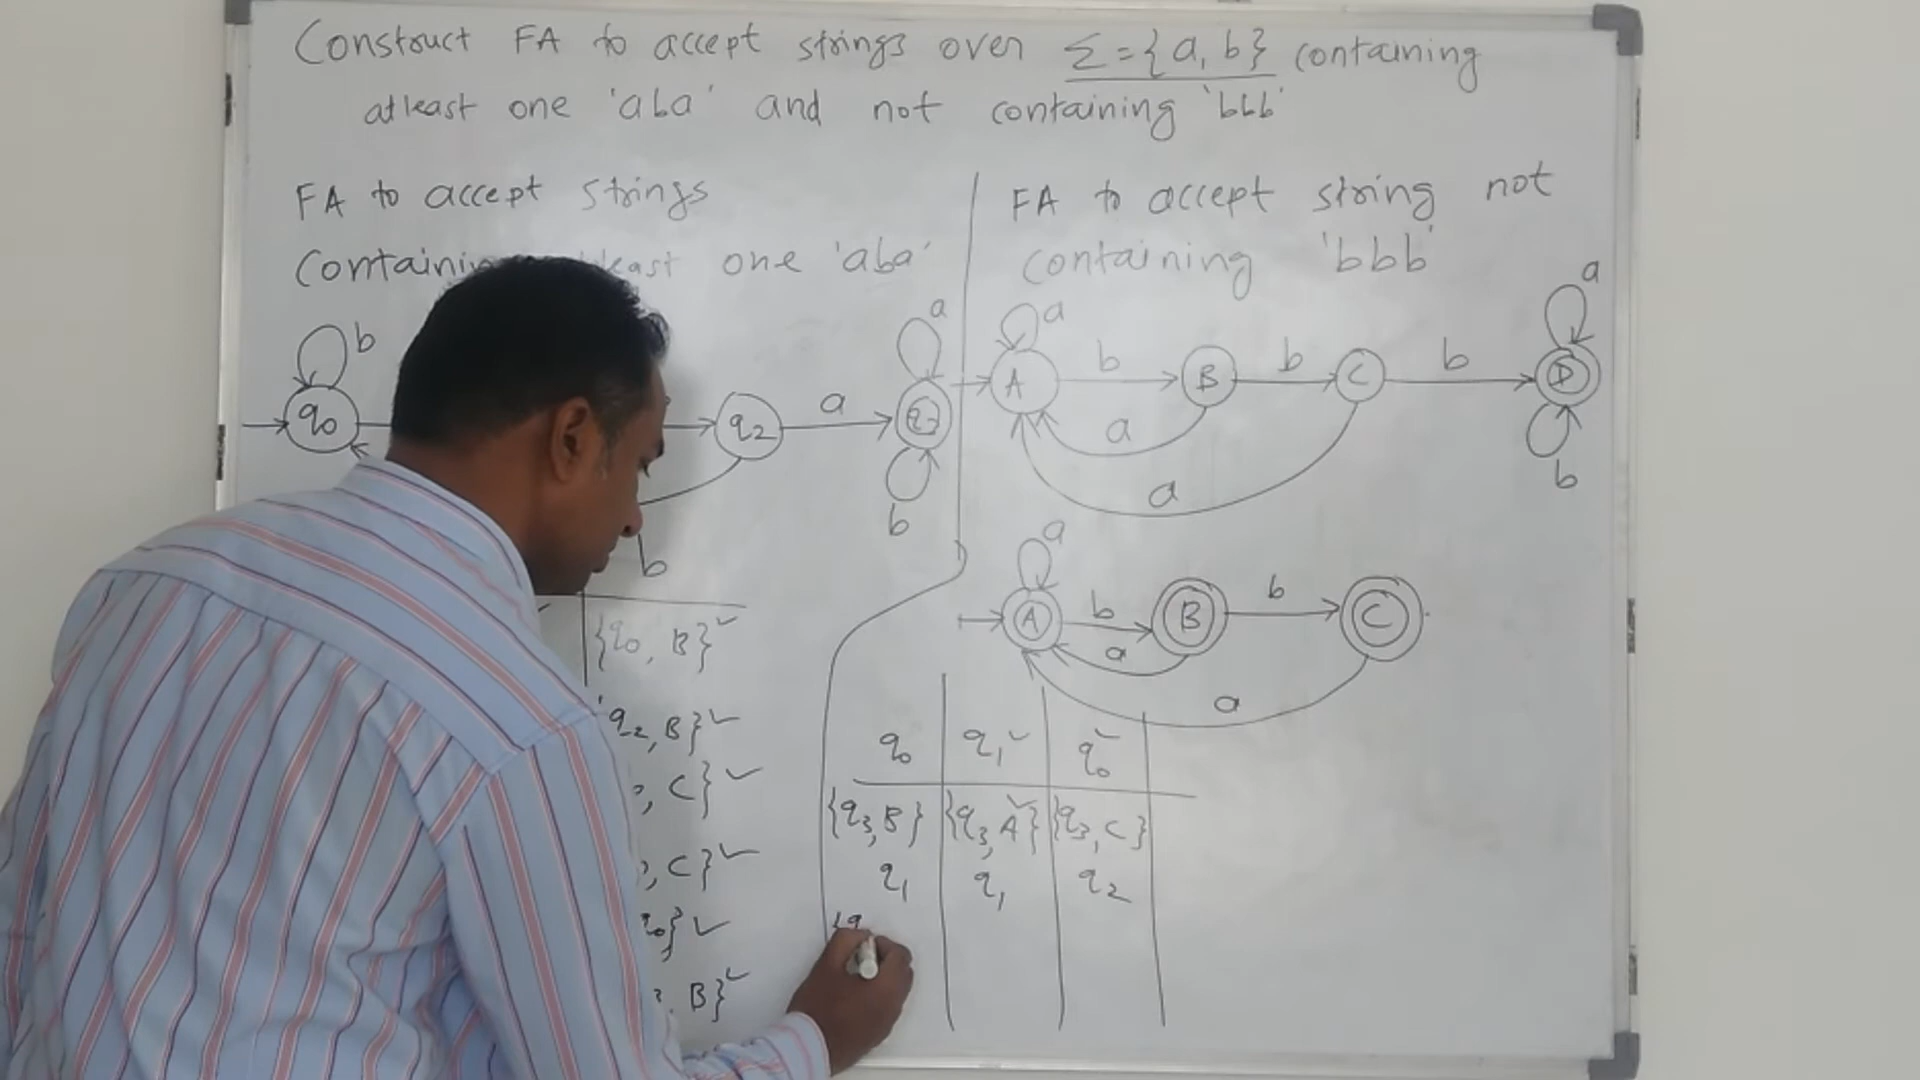 Construct FA to accept strings over Σ={a, b} containing
atleast one 'aba' and not containing 'bbb'
FA to accept strings
one 'aba'
b
q0
q2
a
q3
a
b
b
{q0, B}
q2, B}
, C}
, C}
q0}
, B}
FA to accept string not
containing 'bbb'
a
a
A b B b C b D
a
a
b
a
A b B b C
a
a
q0 q1 q0
{q3, B} {q3, A} {q3, C}
q1 q1 q2
{q